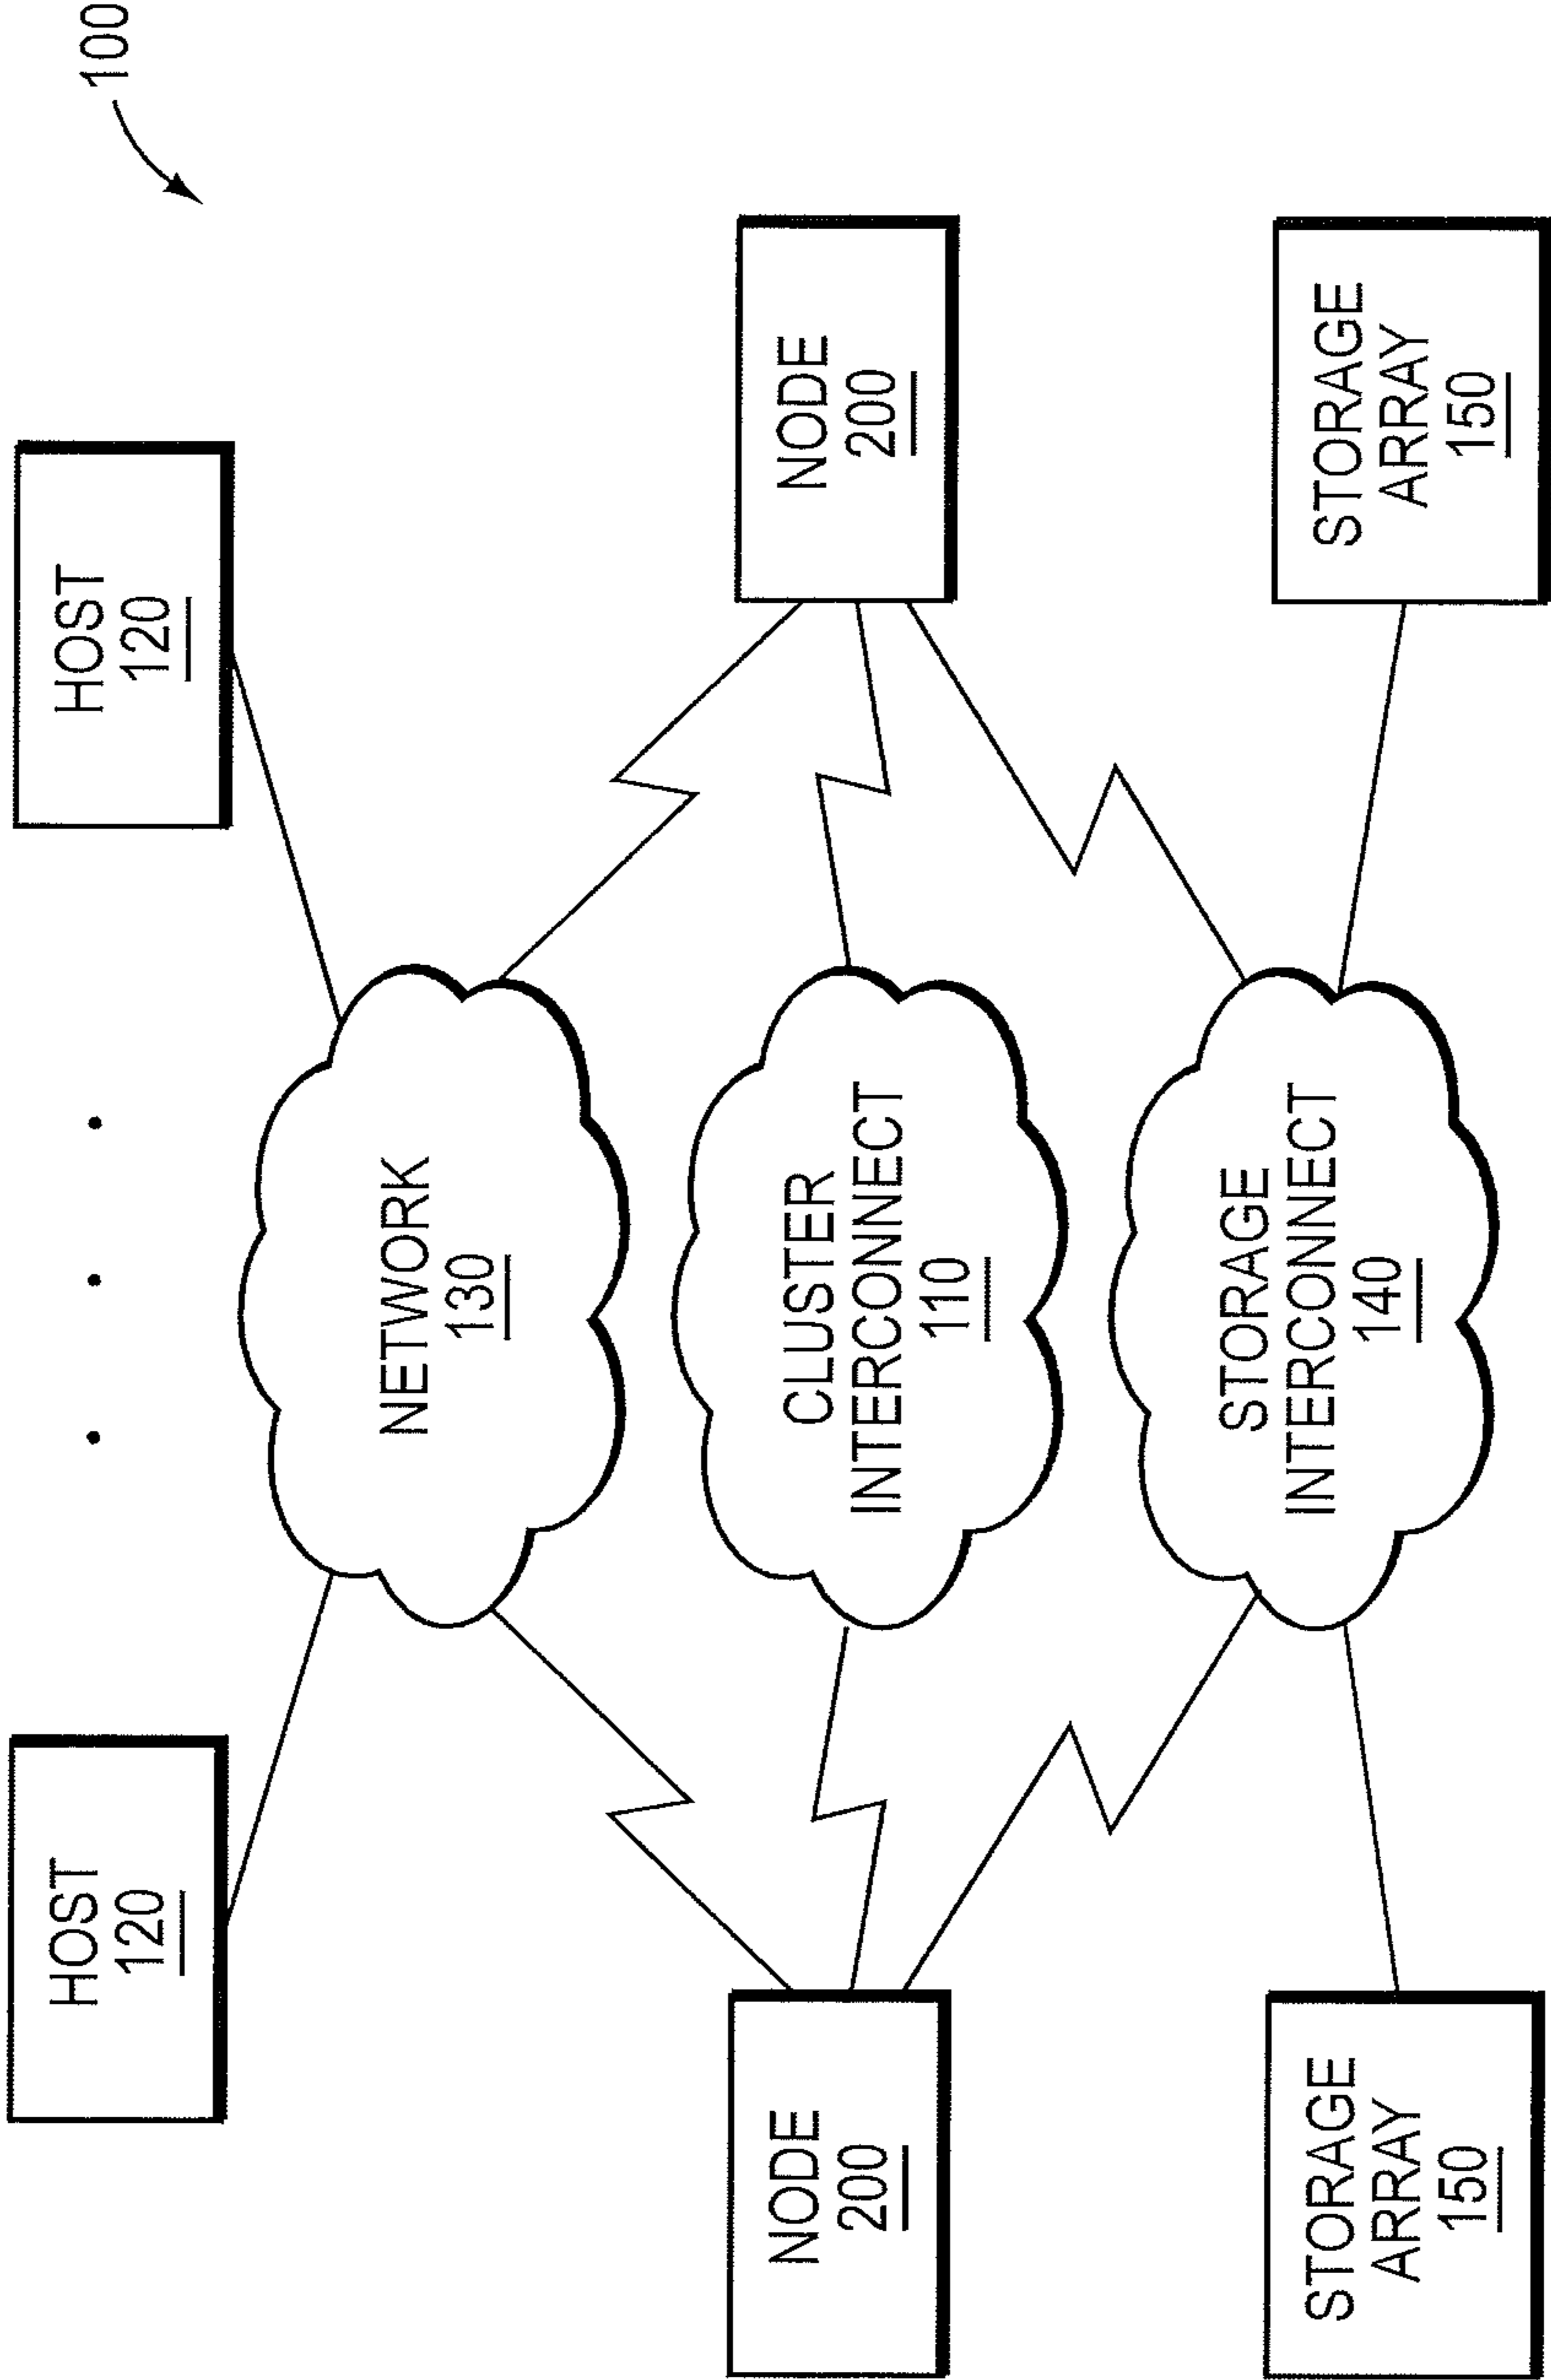 100
HOST
120
HOST
120
NETWORK
130
NODE
200
CLUSTER
INTERCONNECT
110
NODE
200
STORAGE
ARRAY
150
STORAGE
INTERCONNECT
140
STORAGE
ARRAY
150